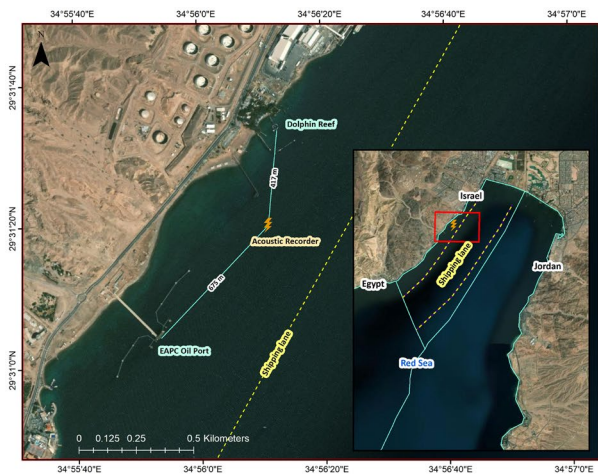 34°55'40"E 34°56'0"E 34°56'20"E 34°56'40"E 34°57'0"E
N
29°31'40"N
Dolphin Reef
417 m
Israel
29°31'20"N
Acoustic Recorder
Shipping lane
Jordan
675 m
Egypt
EAPC Oil Port
Shipping lane
Red Sea
29°31'0"N
0 0.125 0.25 0.5 Kilometers
34°55'40"E 34°56'0"E 34°56'20"E 34°56'40"E 34°57'0"E